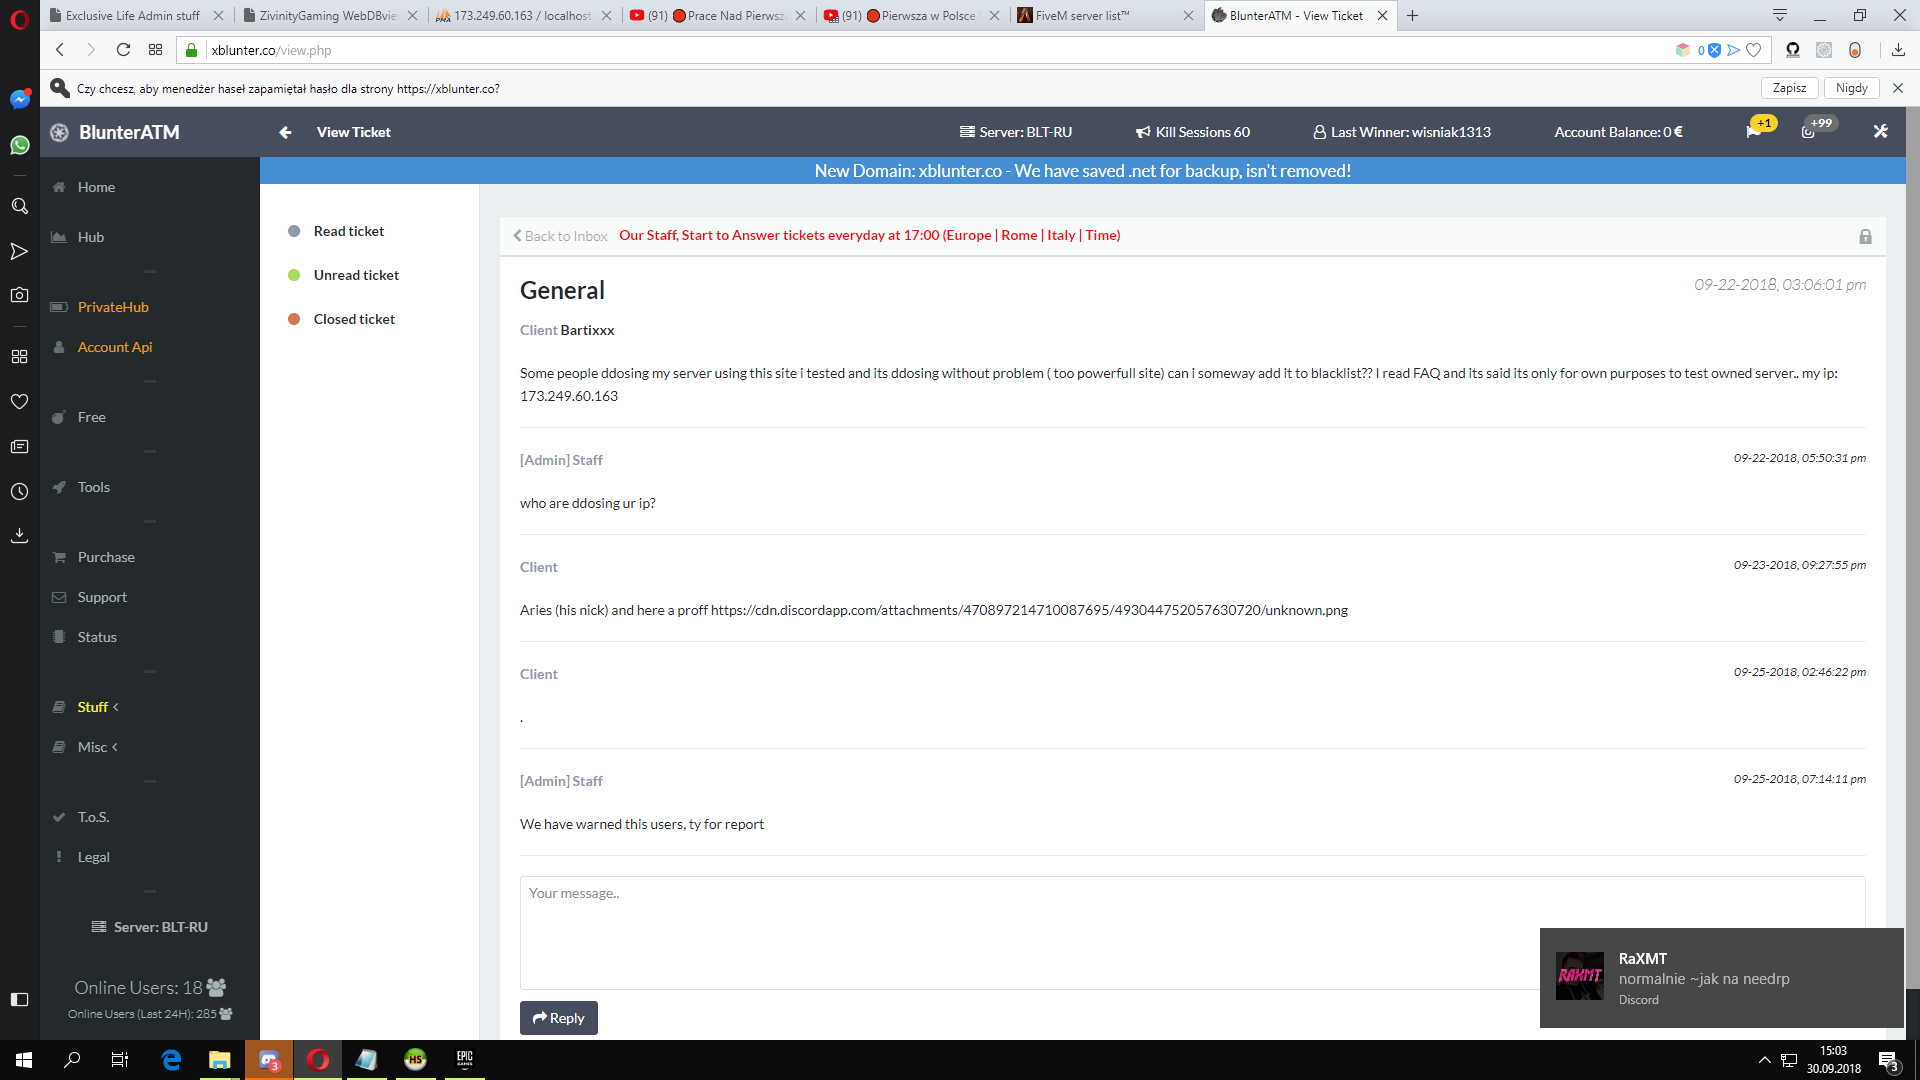 Exclusive Life Admin stuff
ZivinityGaming WebDBvie
173.249.60.163 / localhost
(91) Prace Nad Pierwsz
(91) Pierwsza w Polsce
FiveM server list™
BlunterATM - View Ticket
xblunter.co/view.php
0
Czy chcesz, aby menedżer haseł zapamiętał hasło dla strony https://xblunter.co?
Zapisz
Nigdy
BlunterATM
View Ticket
Server: BLT-RU
Kill Sessions 60
Last Winner: wisniak1313
Account Balance: 0 €
+1
+99
New Domain: xblunter.co - We have saved .net for backup, isn't removed!
Home
Hub
PrivateHub
Account Api
Free
Tools
Purchase
Support
Status
Stuff
Misc
T.o.S.
Legal
Server: BLT-RU
Online Users: 18
Online Users (Last 24H): 285
Read ticket
Unread ticket
Closed ticket
Back to Inbox
Our Staff, Start to Answer tickets everyday at 17:00 (Europe | Rome | Italy | Time)
General
09-22-2018, 03:06:01 pm
Client Bartixxx
Some people ddosing my server using this site i tested and its ddosing without problem ( too powerfull site) can i someway add it to blacklist?? I read FAQ and its said its only for own purposes to test owned server.. my ip:
173.249.60.163
[Admin] Staff
09-22-2018, 05:50:31 pm
who are ddosing ur ip?
Client
09-23-2018, 09:27:55 pm
Aries (his nick) and here a proff https://cdn.discordapp.com/attachments/470897214710087695/493044752057630720/unknown.png
Client
09-25-2018, 02:46:22 pm
.
[Admin] Staff
09-25-2018, 07:14:11 pm
We have warned this users, ty for report
Your message..
Reply
RAXMT
RaXMT
normalnie ~jak na needrp
Discord
3
HS
EPIC
GAMES
15:03
30.09.2018
3